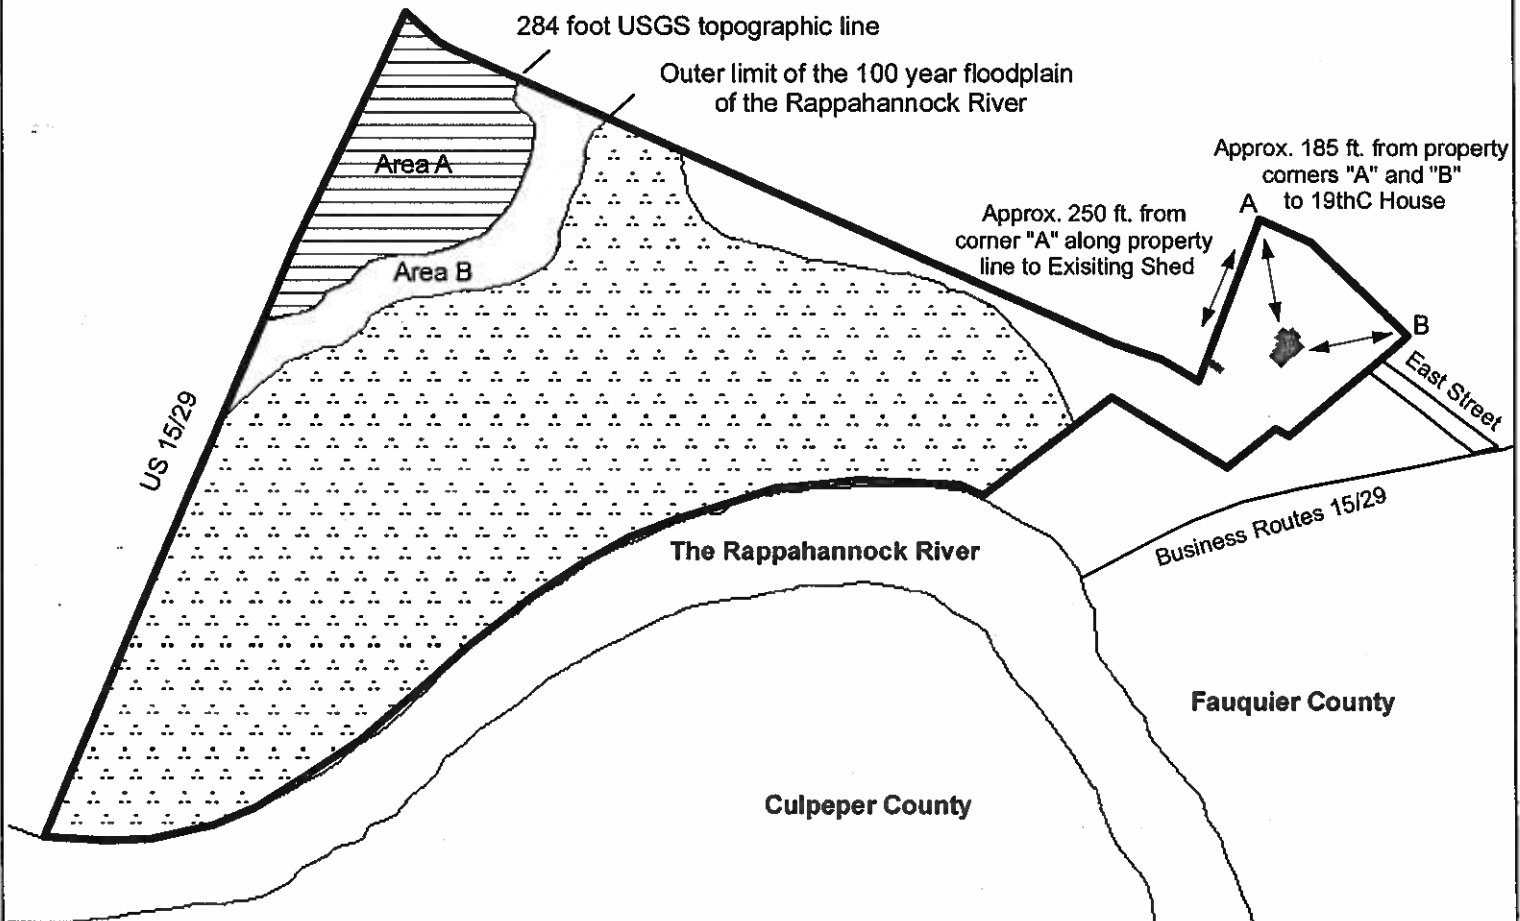 284 foot USGS topographic line
Outer limit of the 100 year floodplain
of the Rappahannock River
Area A
Approx. 185 ft. from property
corners "A" and "B"
to 19thC House
A
Approx. 250 ft. from
corner "A" along property
line to Exisiting Shed
Area B
B
East Street
US 15/29
Business Routes 15/29
The Rappahannock River
Fauquier County
Culpeper County